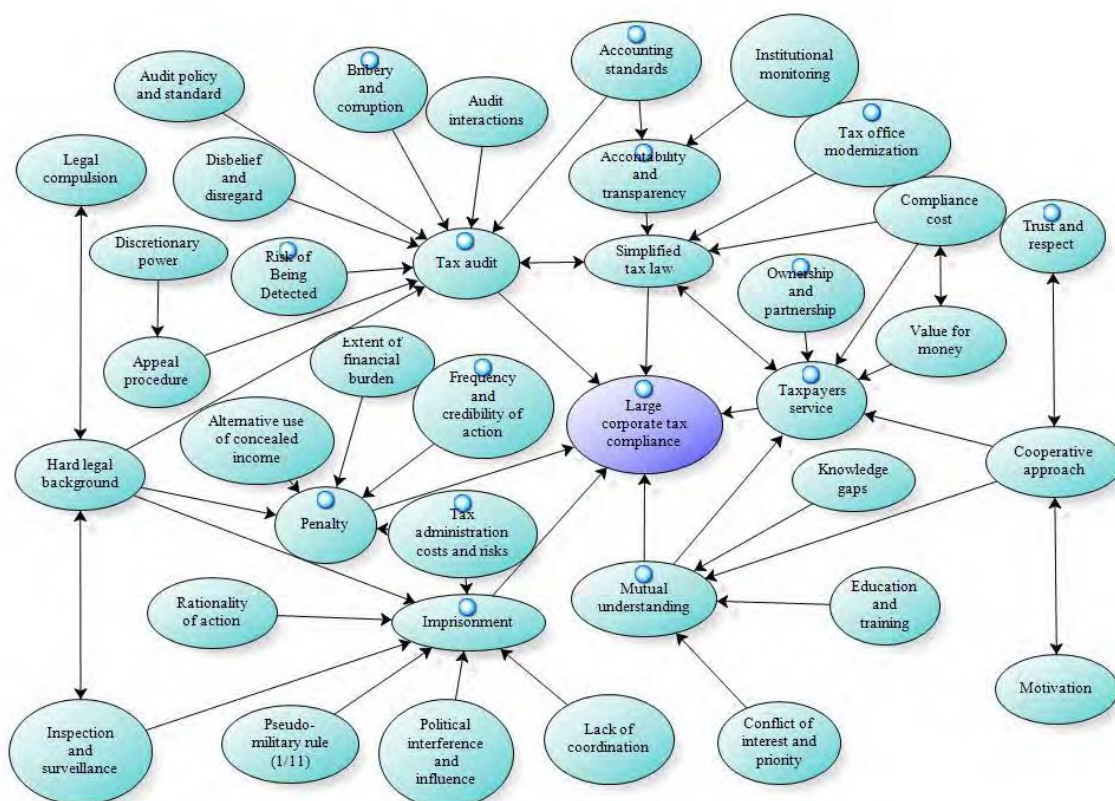 Accounting
standards
Institutional
monitoring
Audit policy
and standard
Bribery
and
corruption
Audit
interactions
Tax office
modernization
Legal
compulsion
Disbelief
and
disregard
Accontability
and
transparency
Compliance
cost
Trust and
respect
Discretionary
power
Risk of
Being
Detected
Tax audit
Simplified
tax law
Ownership
and
partnership
Value for
money
Appeal
procedure
Extent of
financial
burden
Frequency
and
credibility of
action
Large
corporate tax
compliance
Taxpayers
service
Alternative use
of concealed
income
Hard legal
background
Cooperative
approach
Knowledge
gaps
Penalty
Tax
administration
costs and risks
Rationality
of action
Imprisonment
Mutual
understanding
Education
and
training
Motivation
Inspection
and
surveillance
Pseudo-
military rule
(1/11)
Political
interference
and
influence
Lack of
coordination
Conflict of
interest and
priority